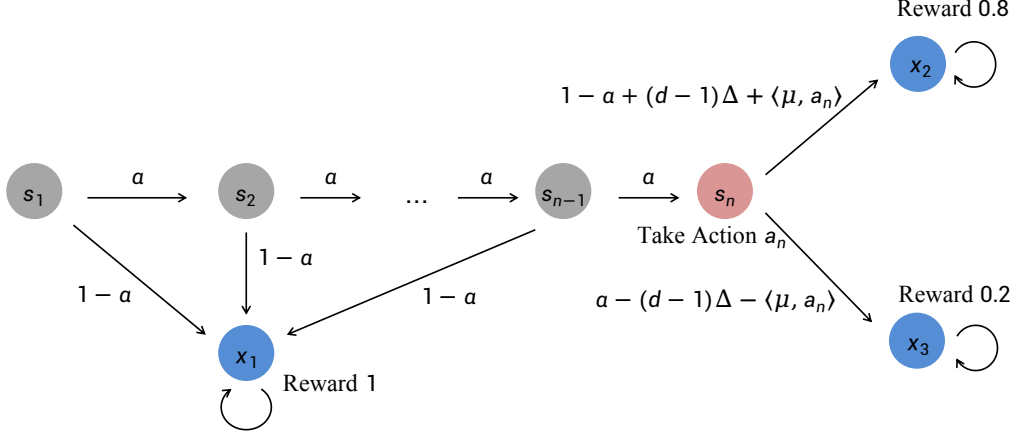 Reward 0.8
x₂
1 − α + (d − 1)Δ + ⟨μ, aₙ⟩
s₁
α
s₂
α
...
α
sₙ₋₁
α
sₙ
Take Action aₙ
1 − α
1 − α
1 − α
α − (d − 1)Δ − ⟨μ, aₙ⟩
Reward 0.2
x₃
x₁
Reward 1